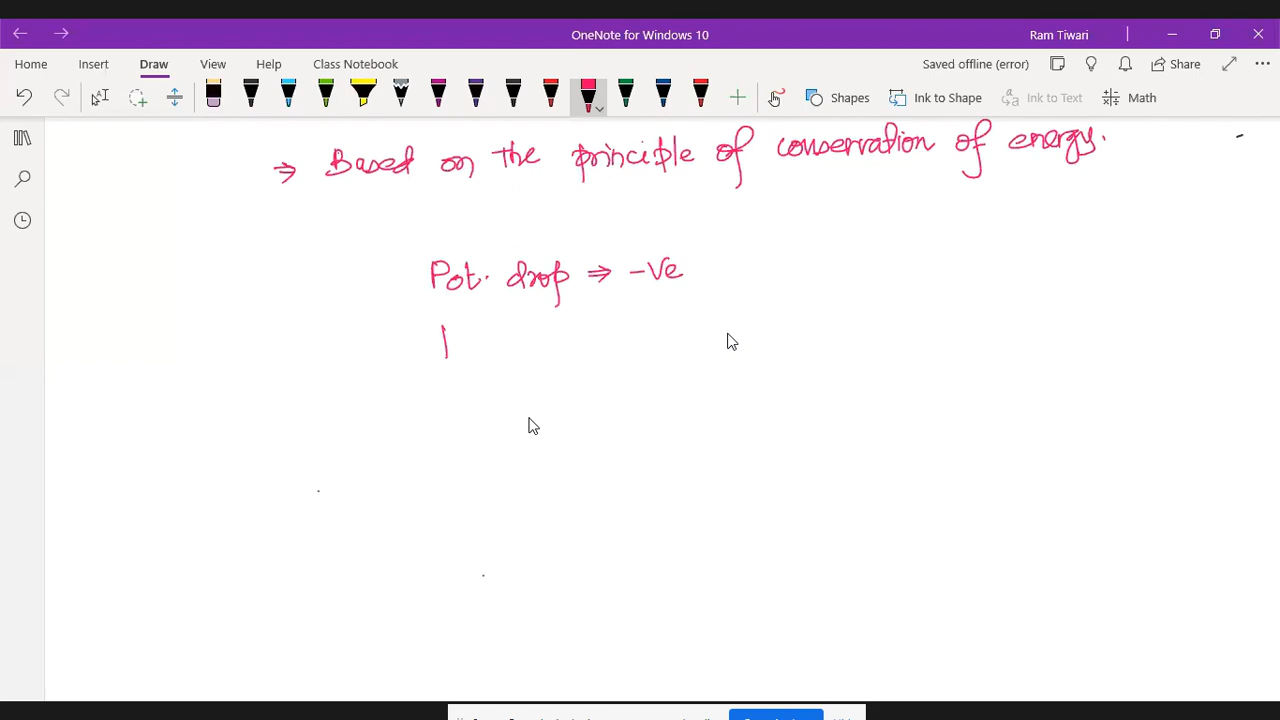 OneNote for Windows 10
Ram Tiwari
Home Insert Draw View Help Class Notebook
Saved offline (error)
Share
Shapes
Ink to Shape
Ink to Text
Math
⇒ Based on the principle of conservation of energy.
Pot. drop ⇒ -ve